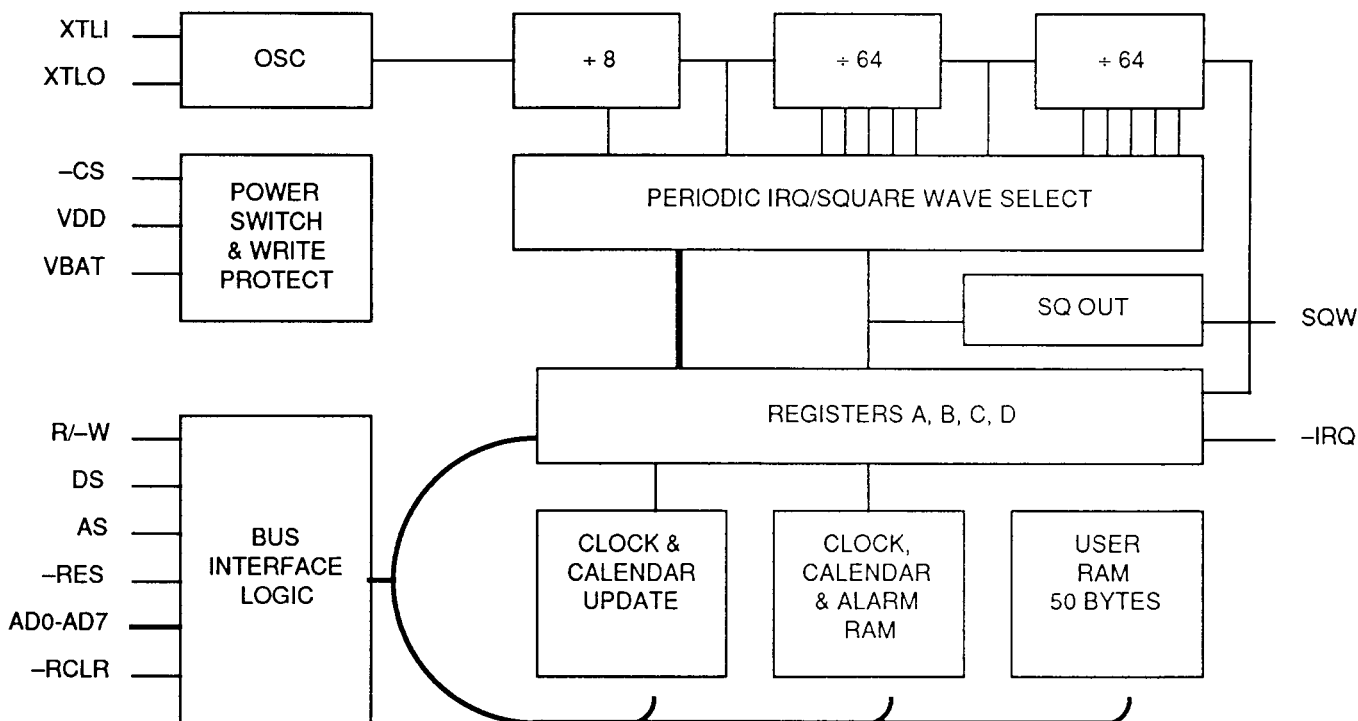 XTLI
XTLO
OSC
+ 8
÷ 64
÷ 64
–CS
VDD
VBAT
POWER
SWITCH
& WRITE
PROTECT
PERIODIC IRQ/SQUARE WAVE SELECT
SQ OUT
SQW
REGISTERS A, B, C, D
–IRQ
R/–W
DS
AS
–RES
AD0-AD7
–RCLR
BUS
INTERFACE
LOGIC
CLOCK &
CALENDAR
UPDATE
CLOCK,
CALENDAR
& ALARM
RAM
USER
RAM
50 BYTES